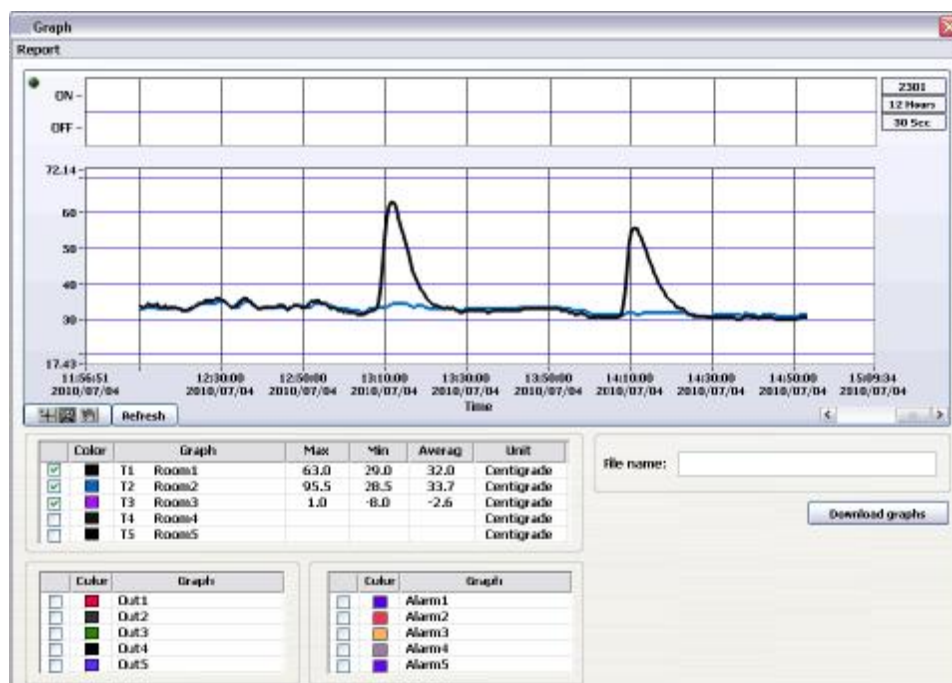 Graph
Report
ON
OFF
2301
12 Hours
30 Sec
72.14
60
50
40
30
17.43
11:56:51 12:30:00 12:50:00 13:10:00 13:30:00 13:50:00 14:10:00 14:30:00 14:50:00 15:09:34
2010/07/04 2010/07/04 2010/07/04 2010/07/04 2010/07/04 2010/07/04 2010/07/04 2010/07/04 2010/07/04 2010/07/04
Time
Refresh
Color Graph Max Min Averag Unit
T1 Room1 63.0 29.0 32.0 Centigrade
T2 Room2 95.5 28.5 33.7 Centigrade
T3 Room3 1.0 -8.0 -2.6 Centigrade
T4 Room4 Centigrade
T5 Room5 Centigrade
File name:
Download graphs
Color Graph
Out1
Out2
Out3
Out4
Out5
Color Graph
Alarm1
Alarm2
Alarm3
Alarm4
Alarm5